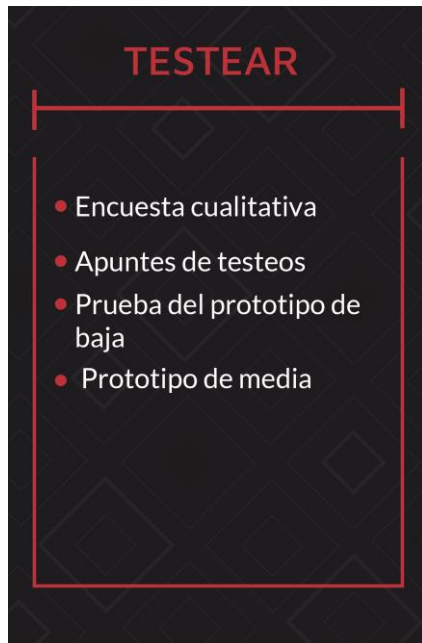 TESTEAR
Encuesta cualitativa
Apuntes de testeos
Prueba del prototipo de
baja
Prototipo de media